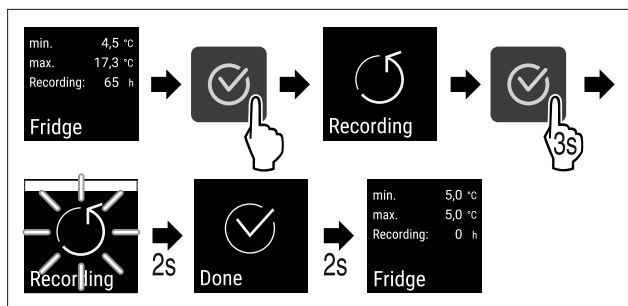 min. 4,5 °C
max. 17,3 °C
Recording: 65 h
Fridge
Recording
3s
Recording
2s
Done
2s
min. 5,0 °C
max. 5,0 °C
Recording: 0 h
Fridge